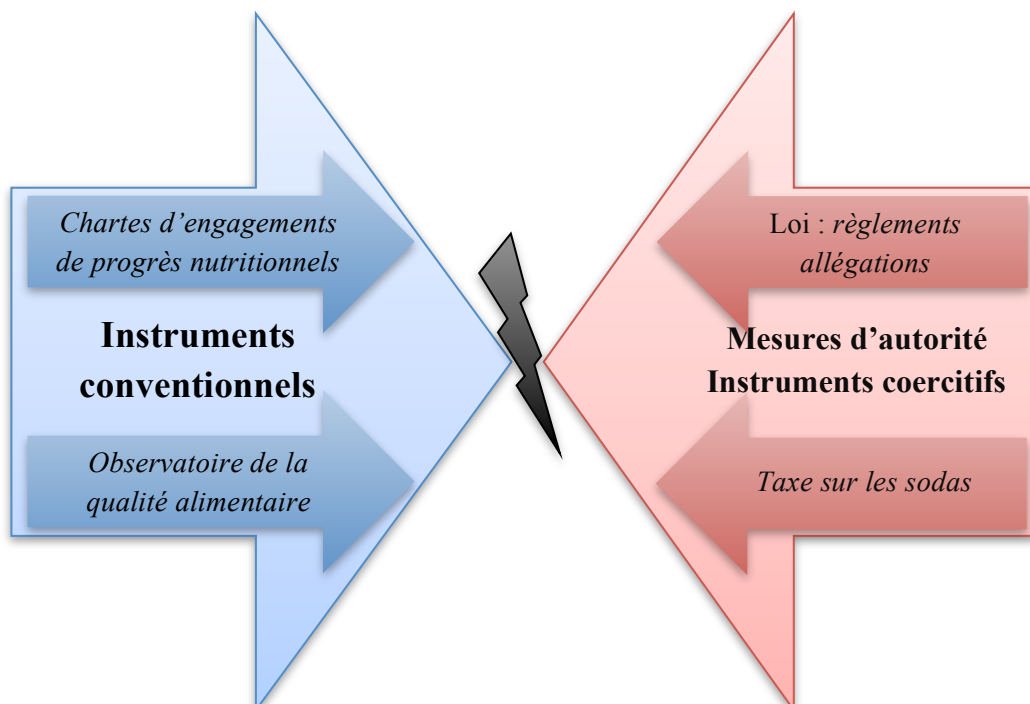 Chartes d’engagements
de progrès nutritionnels
Instruments
conventionnels
Observatoire de la
qualité alimentaire
Loi : règlements
allégations
Mesures d’autorité
Instruments coercitifs
Taxe sur les sodas